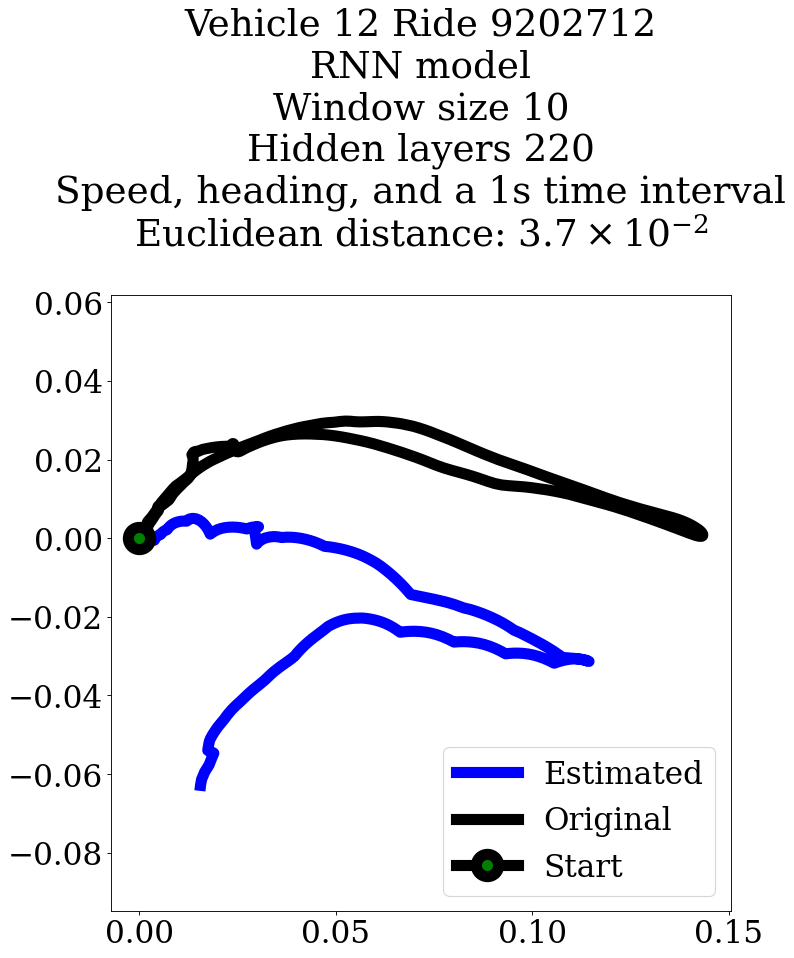 Vehicle 12 Ride 9202712
RNN model
Window size 10
Hidden layers 220
Speed, heading, and a 1s time interval
Euclidean distance: 3.7 × 10⁻²
0.06
0.04
0.02
0.00
−0.02
−0.04
−0.06
−0.08
Estimated
Original
Start
0.00 0.05 0.10 0.15